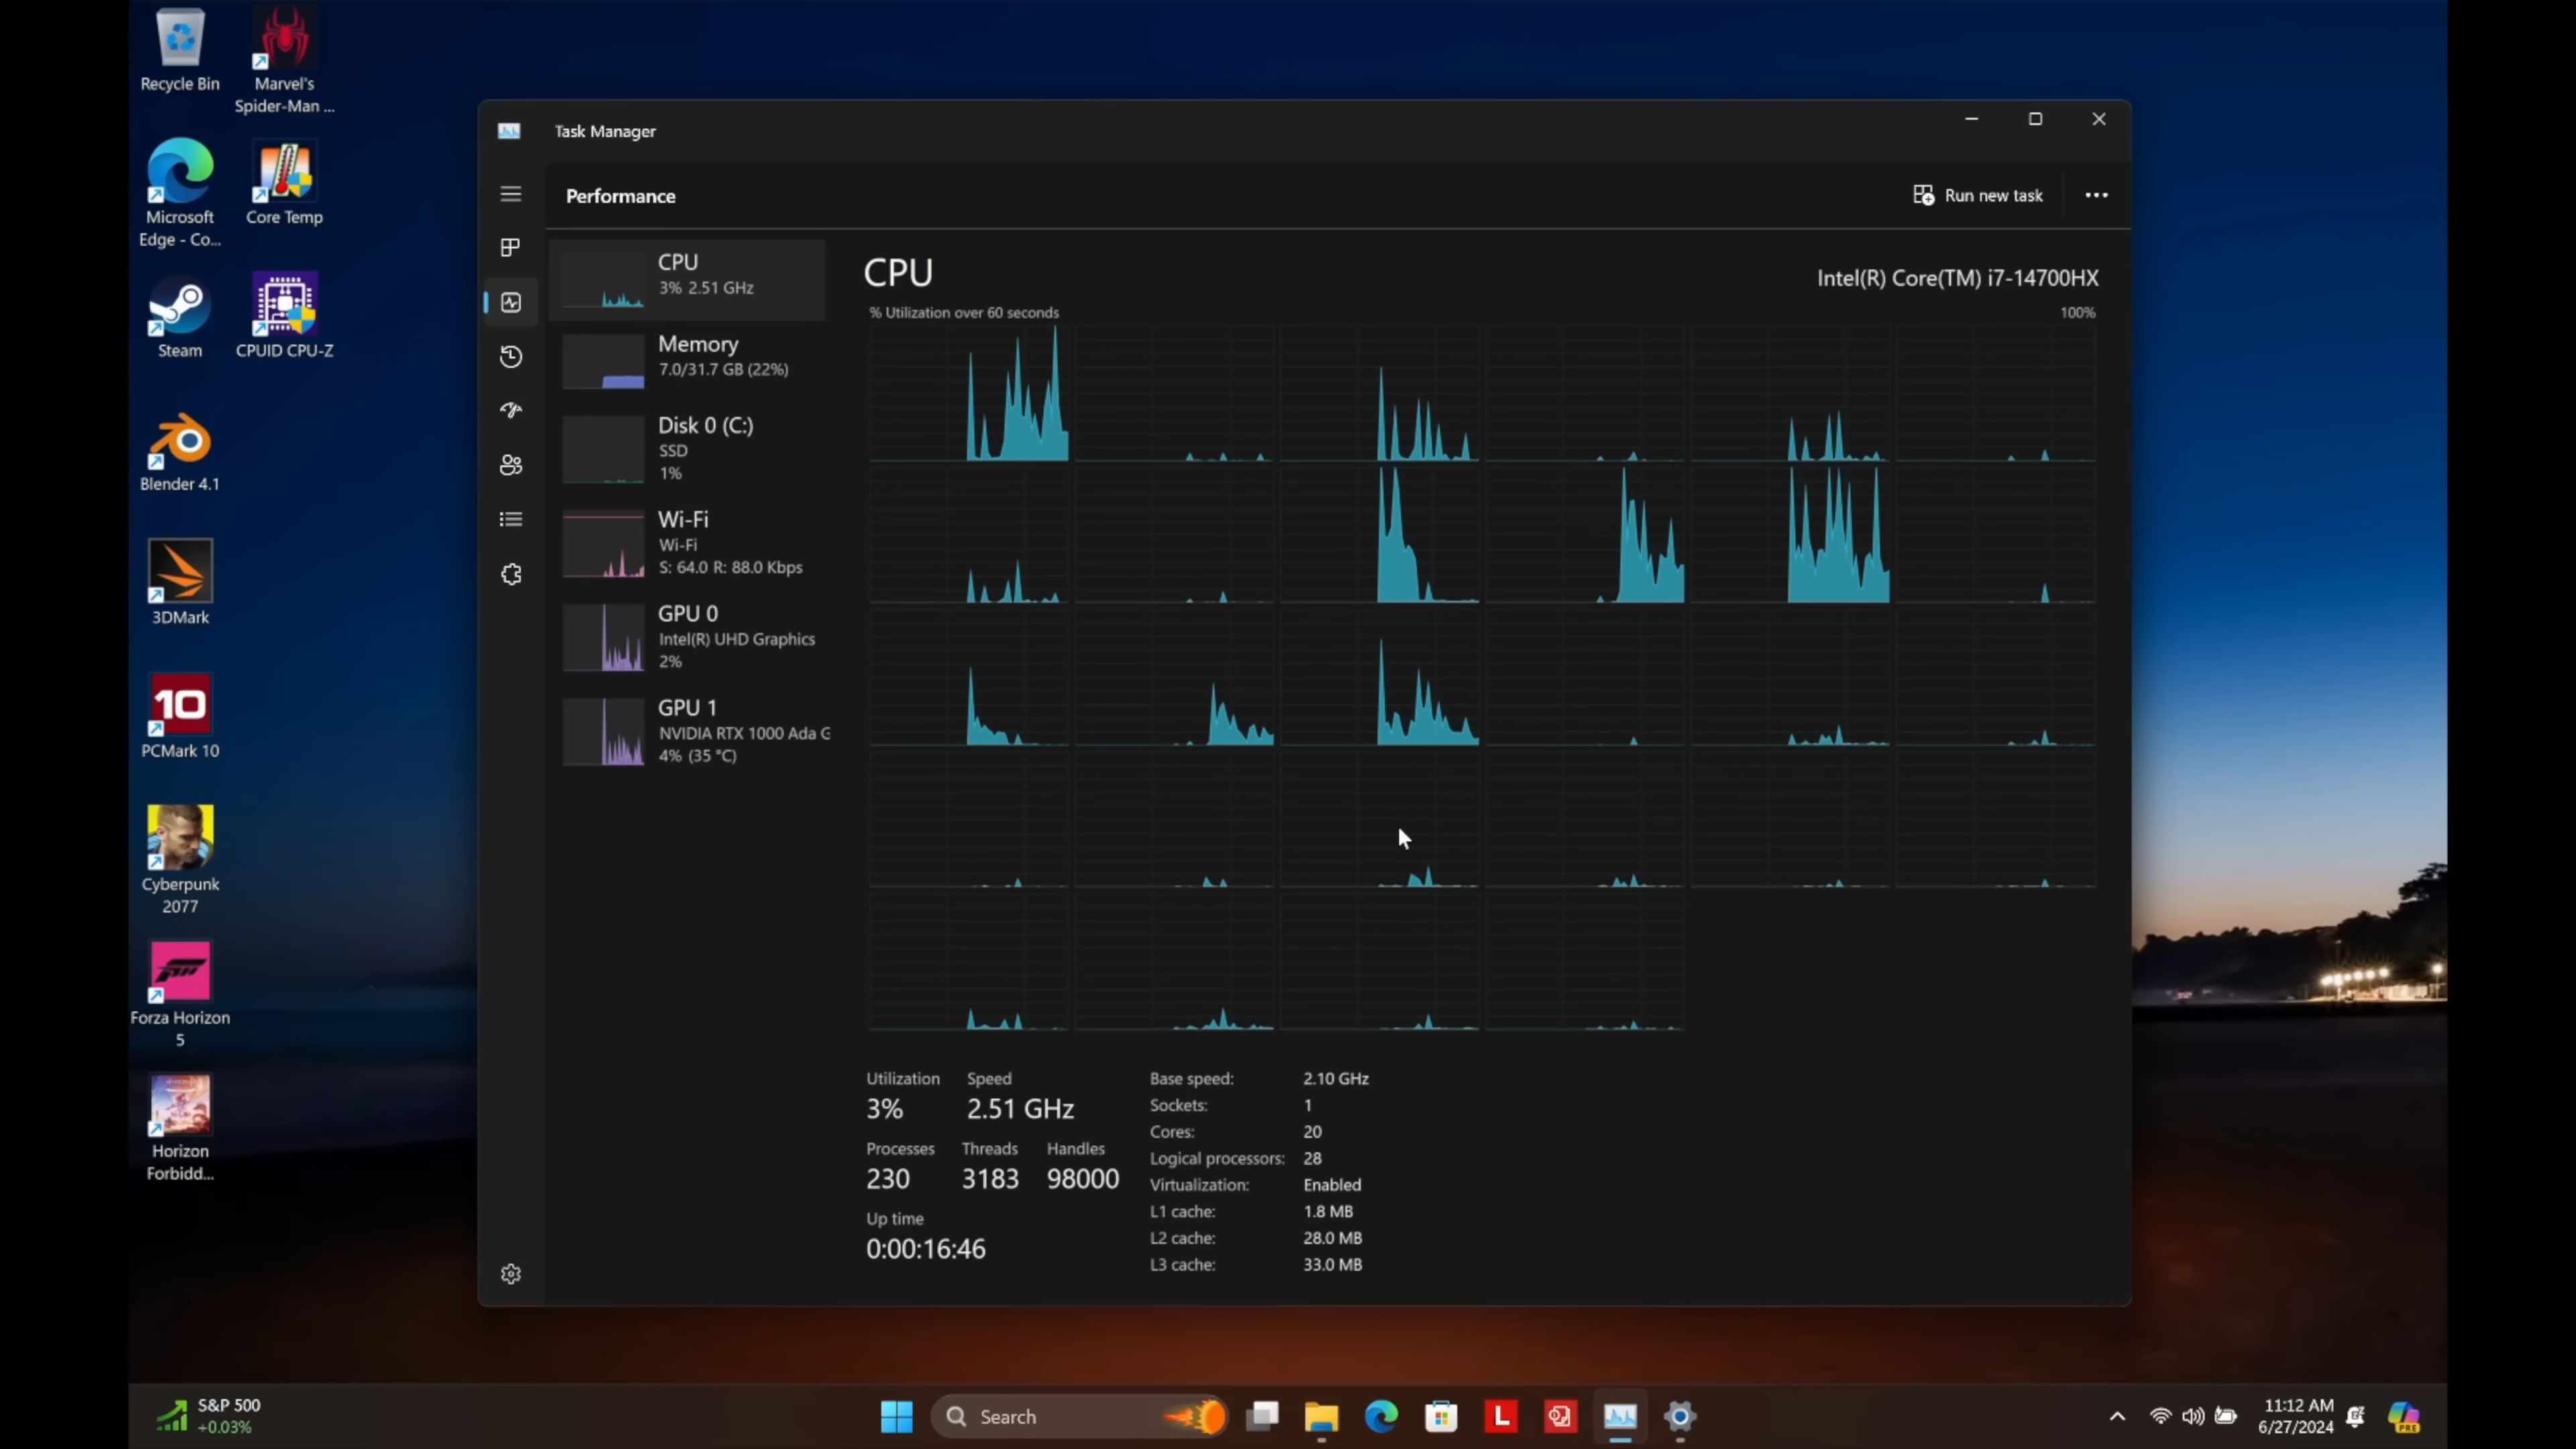 Recycle Bin
Marvel's
Spider-Man ...
Microsoft
Edge - Co...
Core Temp
Steam
CPUID CPU-Z
Blender 4.1
3DMark
10
PCMark 10
Cyberpunk
2077
Forza Horizon
5
Horizon
Forbidd...
Task Manager
Performance
Run new task
CPU
3% 2.51 GHz
Memory
7.0/31.7 GB (22%)
Disk 0 (C:)
SSD
1%
Wi-Fi
Wi-Fi
S: 64.0 R: 88.0 Kbps
GPU 0
Intel(R) UHD Graphics
2%
GPU 1
NVIDIA RTX 1000 Ada G
4% (35 °C)
CPU
Intel(R) Core(TM) i7-14700HX
% Utilization over 60 seconds
100%
Utilization
Speed
3%
2.51 GHz
Processes
Threads
Handles
230
3183
98000
Up time
0:00:16:46
Base speed: 2.10 GHz
Sockets: 1
Cores: 20
Logical processors: 28
Virtualization: Enabled
L1 cache: 1.8 MB
L2 cache: 28.0 MB
L3 cache: 33.0 MB
S&P 500
+0.03%
Search
L
11:12 AM
6/27/2024
PRE